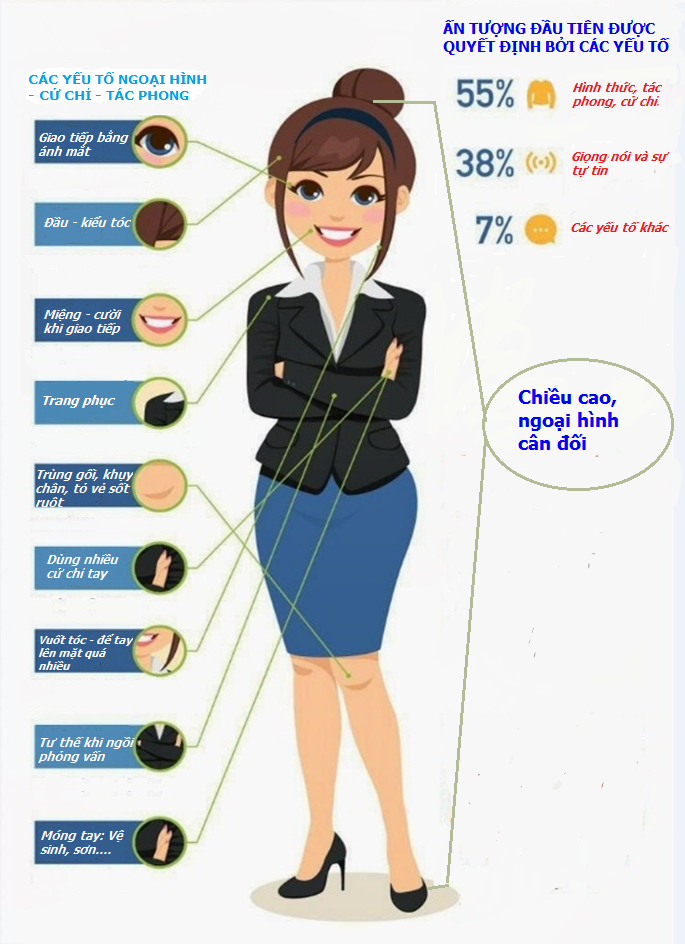 ẤN TƯỢNG ĐẦU TIÊN ĐƯỢC
QUYẾT ĐỊNH BỞI CÁC YẾU TỐ
55%
Hình thức, tác
phong, cử chỉ
38%
Giọng nói và sự
tự tin
7%
Các yếu tố khác
CÁC YẾU TỐ NGOẠI HÌNH
- CỬ CHỈ - TÁC PHONG
Giao tiếp bằng
ánh mắt
Đầu - kiểu tóc
Miệng - cười
khi giao tiếp
Trang phục
Trùng gối, khuỵ
chân, tỏ vẻ sốt
ruột
Dùng nhiều
cử chỉ tay
Vuốt tóc - để tay
lên mặt quá
nhiều
Tư thế khi ngồi
phỏng vấn
Móng tay: Vệ
sinh, sơn....
Chiều cao,
ngoại hình
cân đối